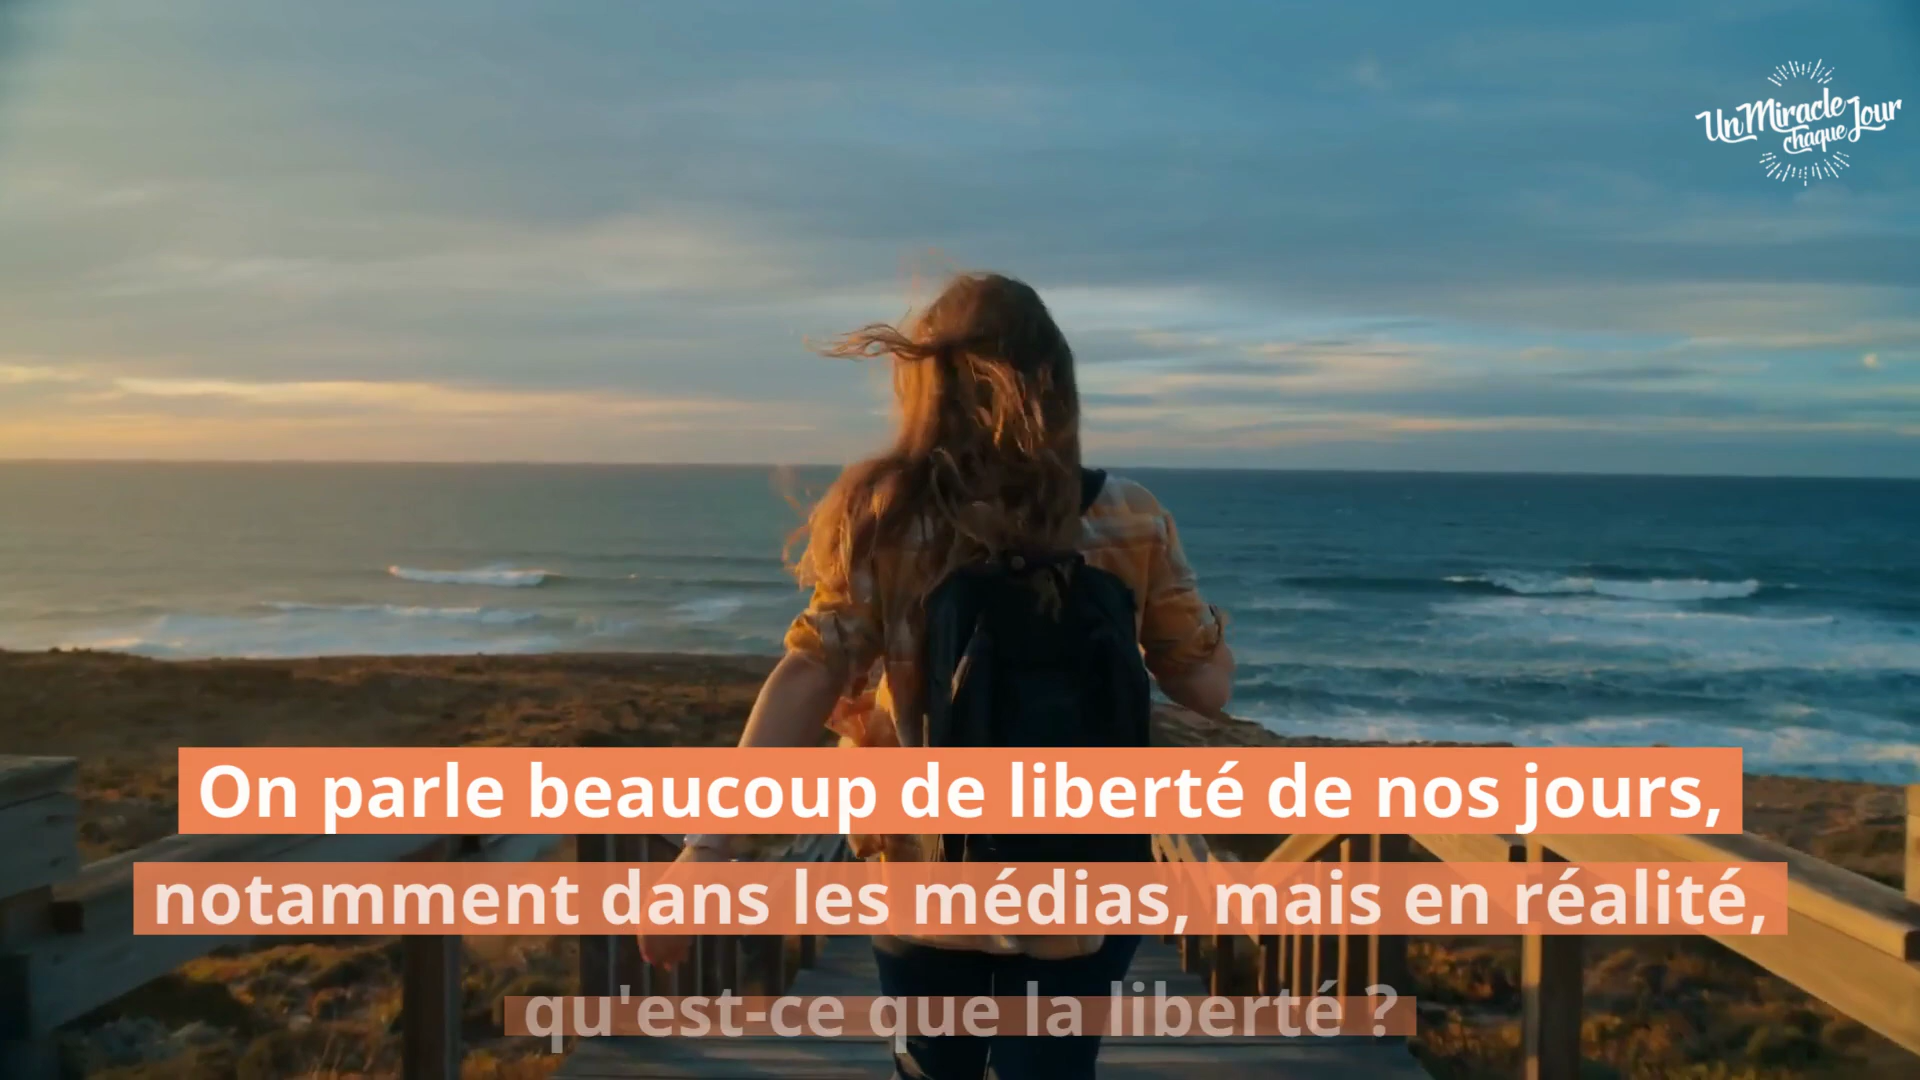 Un Miracle
chaque Jour
On parle beaucoup de liberté de nos jours,
notamment dans les médias, mais en réalité,
qu'est-ce que la liberté ?